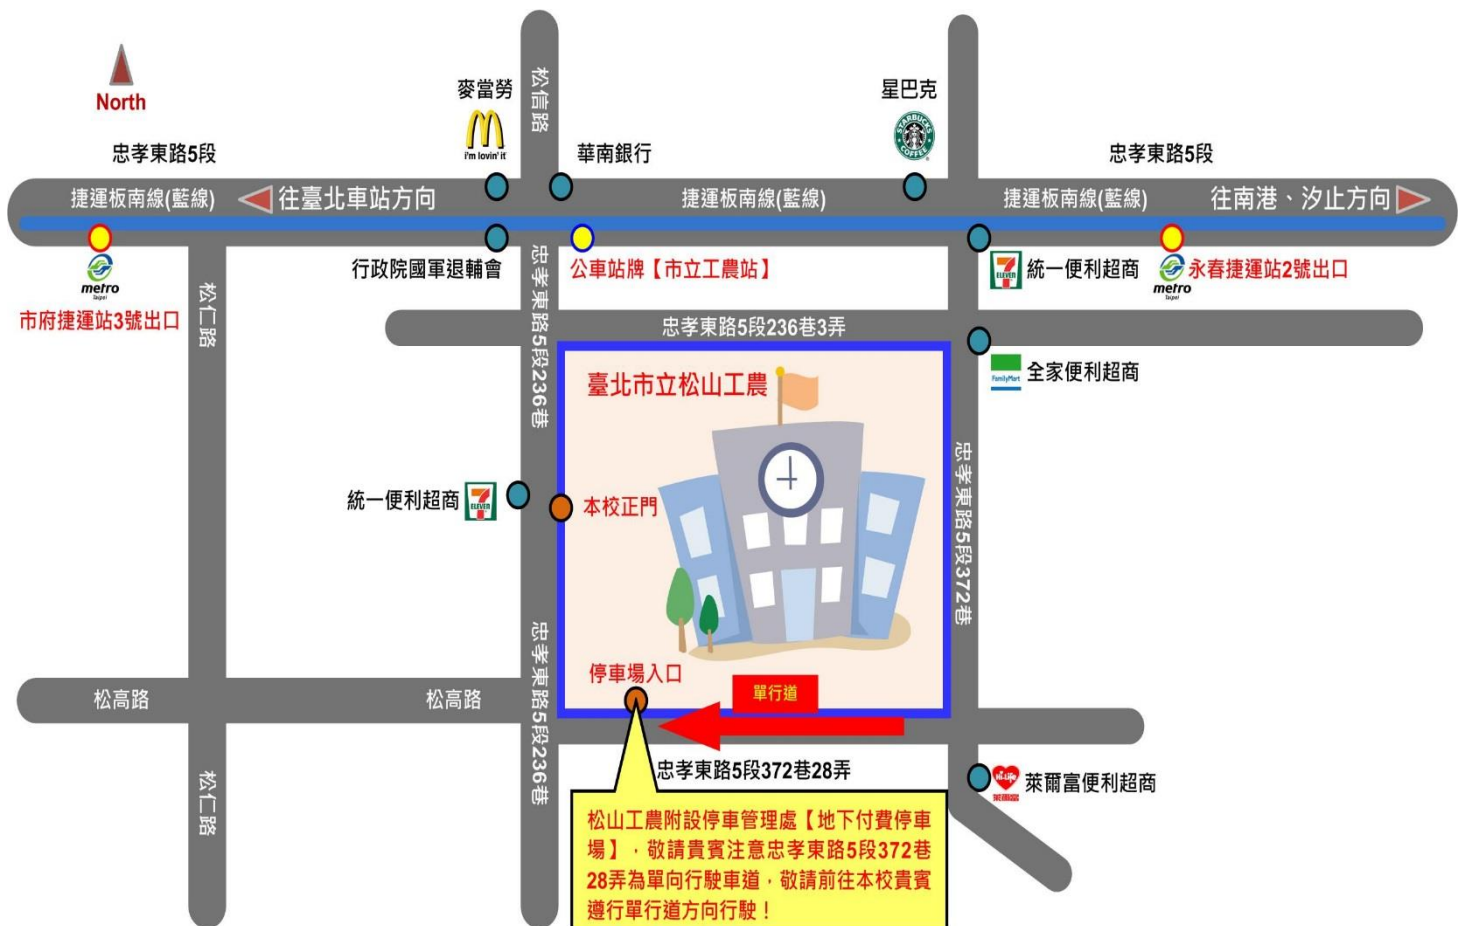 North
忠孝東路5段
麥當勞
i'm lovin' it
松信路
華南銀行
星巴克
STARBUCKS COFFEE
忠孝東路5段
捷運板南線(藍線)
往臺北車站方向
捷運板南線(藍線)
捷運板南線(藍線)
往南港、汐止方向
metro
Taipei
市府捷運站3號出口
松仁路
行政院國軍退輔會
忠孝東路5段236巷
公車站牌【市立工農站】
7
ELEVEN
統一便利超商
metro
Taipei
永春捷運站2號出口
忠孝東路5段236巷3弄
FamilyMart
全家便利超商
臺北市立松山工農
統一便利超商
7
ELEVEN
本校正門
忠孝東路5段372巷
忠孝東路5段236巷
停車場入口
單行道
松高路
松高路
松仁路
忠孝東路5段372巷28弄
Hi-Life
萊爾富
萊爾富便利超商
松山工農附設停車管理處【地下付費停車
場】，敬請貴賓注意忠孝東路5段372巷
28弄為單向行駛車道，敬請前往本校貴賓
遵行單行道方向行駛！